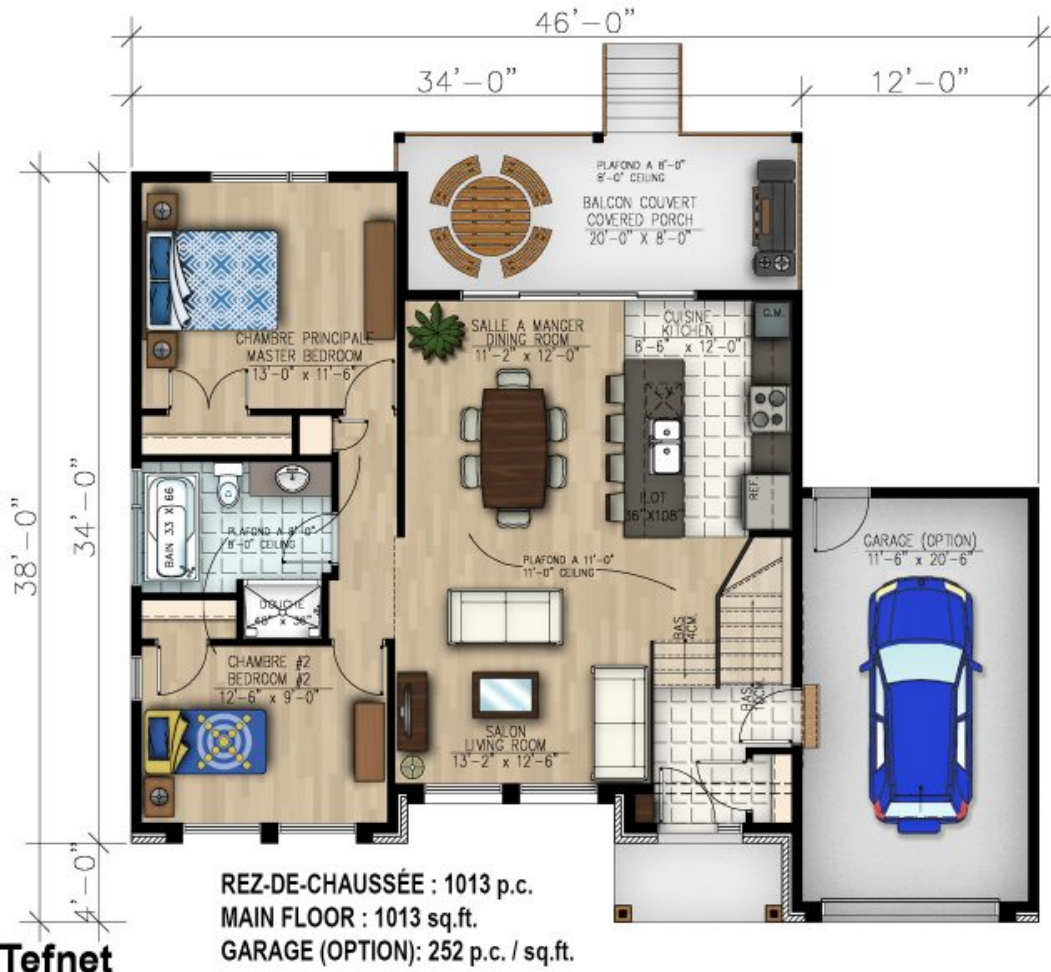 46'-0"
34'-0"
12'-0"
PLAFOND A 8'-0"
8'-0" CEILING
BALCON COUVERT
COVERED PORCH
20'-0" X 8'-0"
CHAMBRE PRINCIPALE
MASTER BEDROOM
13'-0" x 11'-6"
SALLE A MANGER
DINING ROOM
11'-2" x 12'-0"
CUISINE
KITCHEN
8'-6" x 12'-0"
G.M.
38'-0"
34'-0"
BAIN 33 x 66
PLAFOND A 8'-0"
8'-0" CEILING
ILOT
36"X108"
REF.
GARAGE (OPTION)
11'-6" x 20'-6"
PLAFOND A 11'-0"
11'-0" CEILING
DOUCHE
48" x 36"
BAS
4CM.
BAS
CHAMBRE #2
BEDROOM #2
12'-6" x 9'-0"
SALON
LIVING ROOM
13'-2" x 12'-6"
4'-0"
REZ-DE-CHAUSSÉE : 1013 p.c.
MAIN FLOOR : 1013 sq.ft.
GARAGE (OPTION): 252 p.c. / sq.ft.
Tefnet